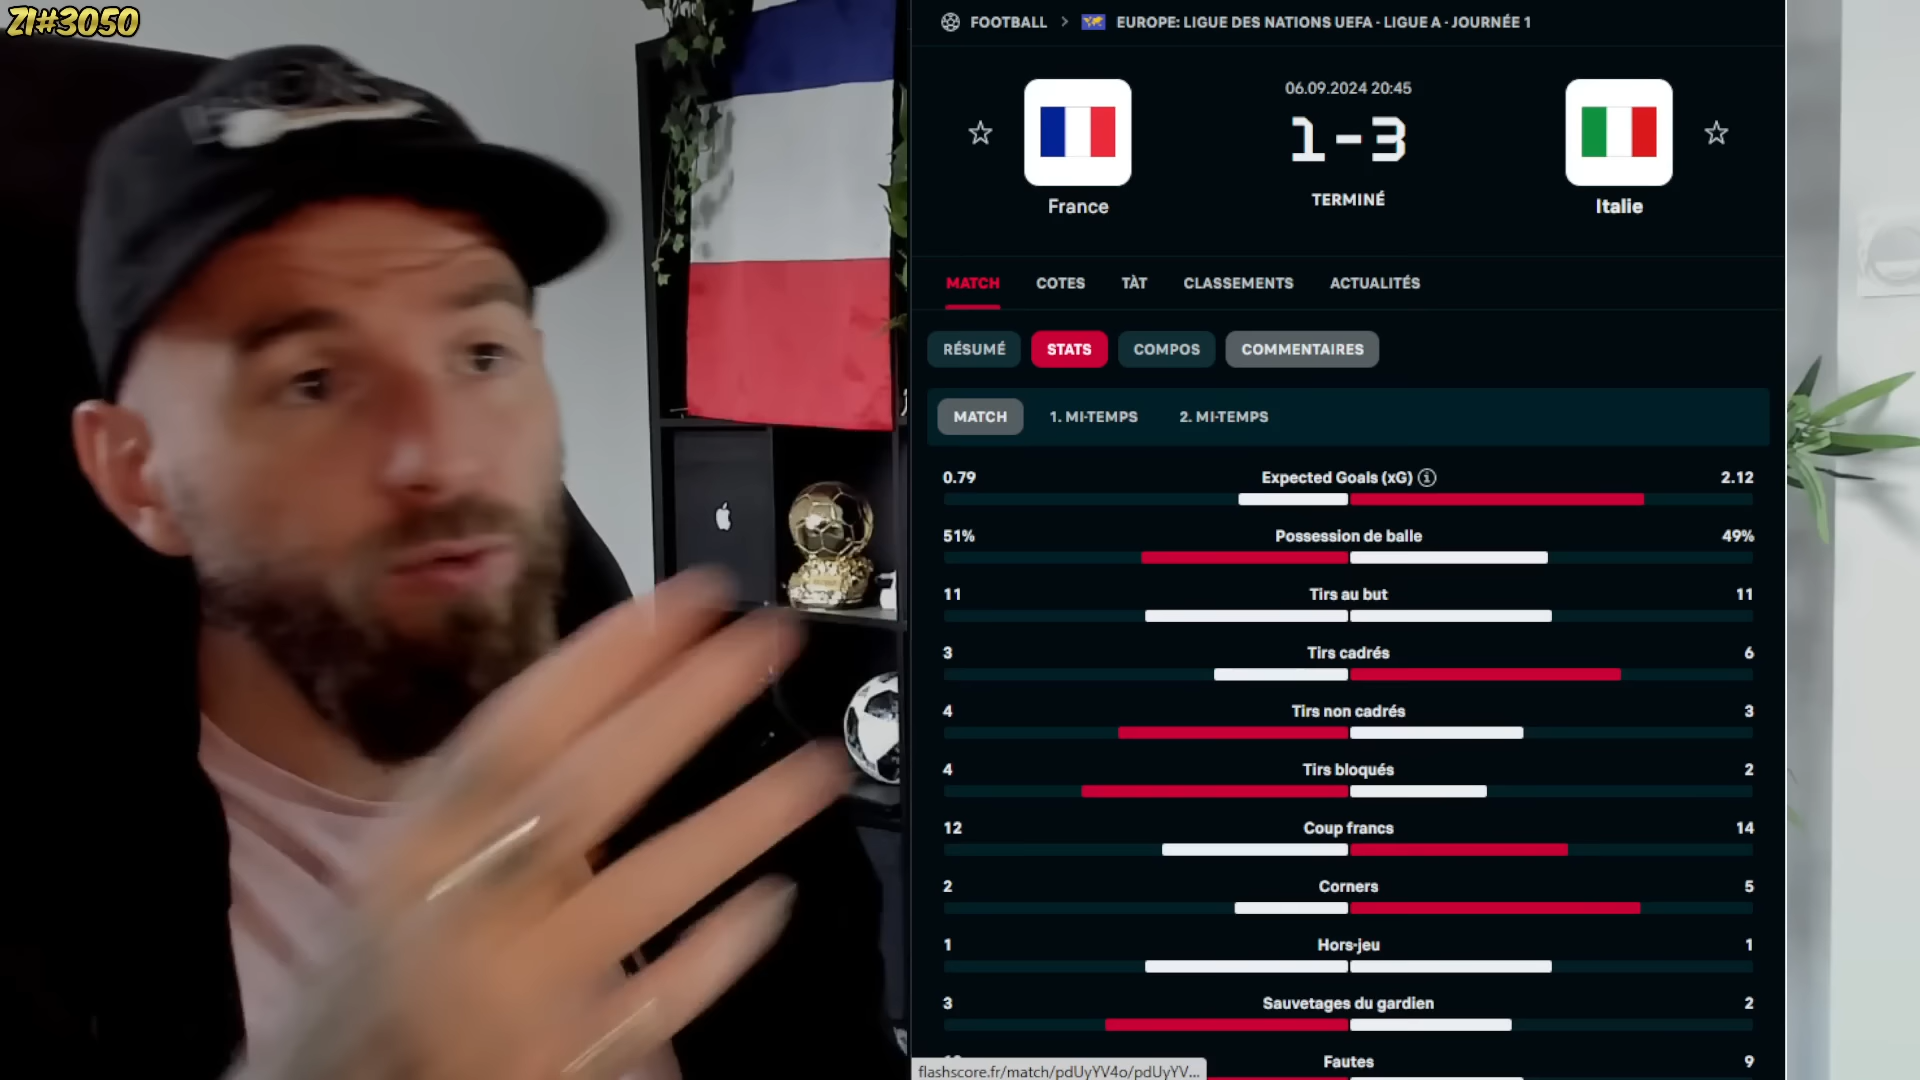 ZI#3050
FOOTBALL > EUROPE: LIGUE DES NATIONS UEFA - LIGUE A - JOURNÉE 1
06.09.2024 20:45
1-3
TERMINÉ
France
Italie
MATCH COTES TÀT CLASSEMENTS ACTUALITÉS
RÉSUMÉ STATS COMPOS COMMENTAIRES
MATCH 1. MI-TEMPS 2. MI-TEMPS
0.79 Expected Goals (xG) 2.12
51% Possession de balle 49%
11 Tirs au but 11
3 Tirs cadrés 6
4 Tirs non cadrés 3
4 Tirs bloqués 2
12 Coup francs 14
2 Corners 5
1 Hors-jeu 1
3 Sauvetages du gardien 2
Fautes 9
flashscore.fr/match/pdUyYV4o/pdUyYV...